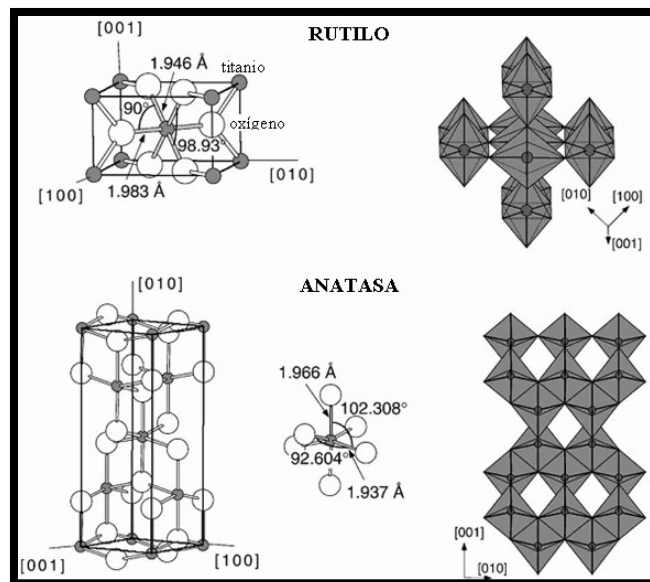 RUTILO
[001]
1.946 Å
titanio
90°
oxígeno
98.93°
[010]
[100]
1.983 Å
[010]
[100]
[001]
ANATASA
[010]
1.966 Å
102.308°
92.604°
1.937 Å
[001]
[100]
[001]
[010]